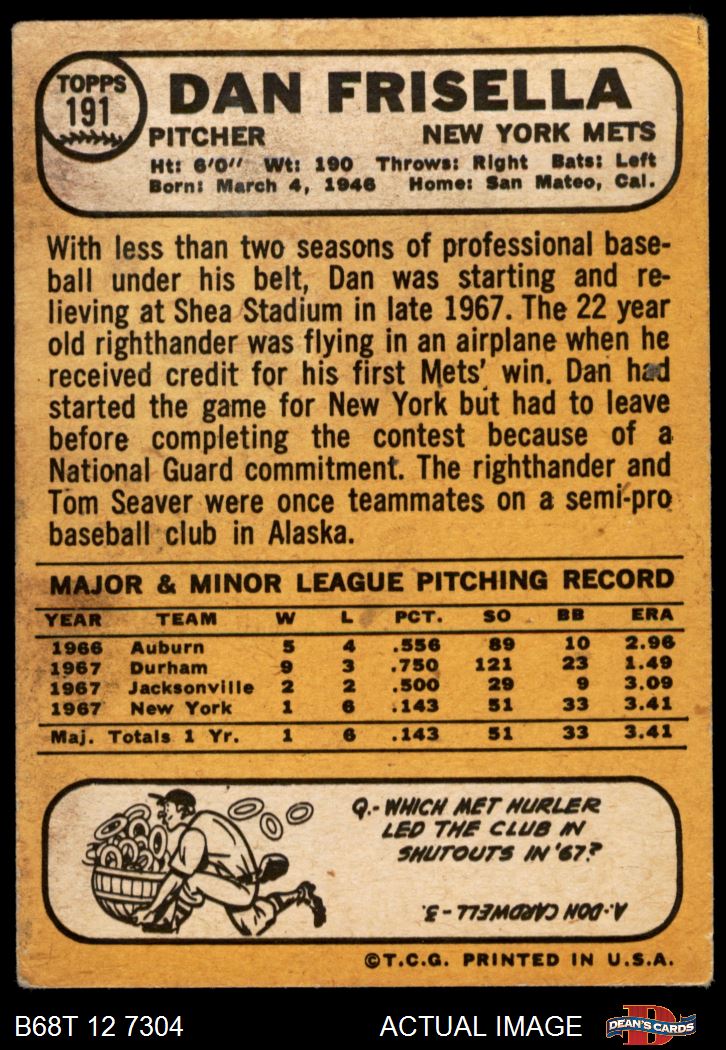 TOPPS
191
DAN FRISELLA
PITCHER NEW YORK METS
Ht: 6'0" Wt: 190 Throws: Right Bats: Left
Born: March 4, 1946 Home: San Mateo, Cal.
With less than two seasons of professional base-
ball under his belt, Dan was starting and re-
lieving at Shea Stadium in late 1967. The 22 year
old righthander was flying in an airplane when he
received credit for his first Mets' win. Dan had
started the game for New York but had to leave
before completing the contest because of a
National Guard commitment. The righthander and
Tom Seaver were once teammates on a semi-pro
baseball club in Alaska.
MAJOR & MINOR LEAGUE PITCHING RECORD
YEAR TEAM W L PCT. SO BB ERA
1966 Auburn 5 4 .556 89 10 2.96
1967 Durham 9 3 .750 121 23 1.49
1967 Jacksonville 2 2 .500 29 9 3.09
1967 New York 1 6 .143 51 33 3.41
Maj. Totals 1 Yr. 1 6 .143 51 33 3.41
Q.- WHICH MET HURLER
LED THE CLUB IN
SHUTOUTS IN '67?
A.-DON CARDWELL - 3.
©T.C.G. PRINTED IN U.S.A.
B68T 12 7304 ACTUAL IMAGE D DEAN'S CARDS